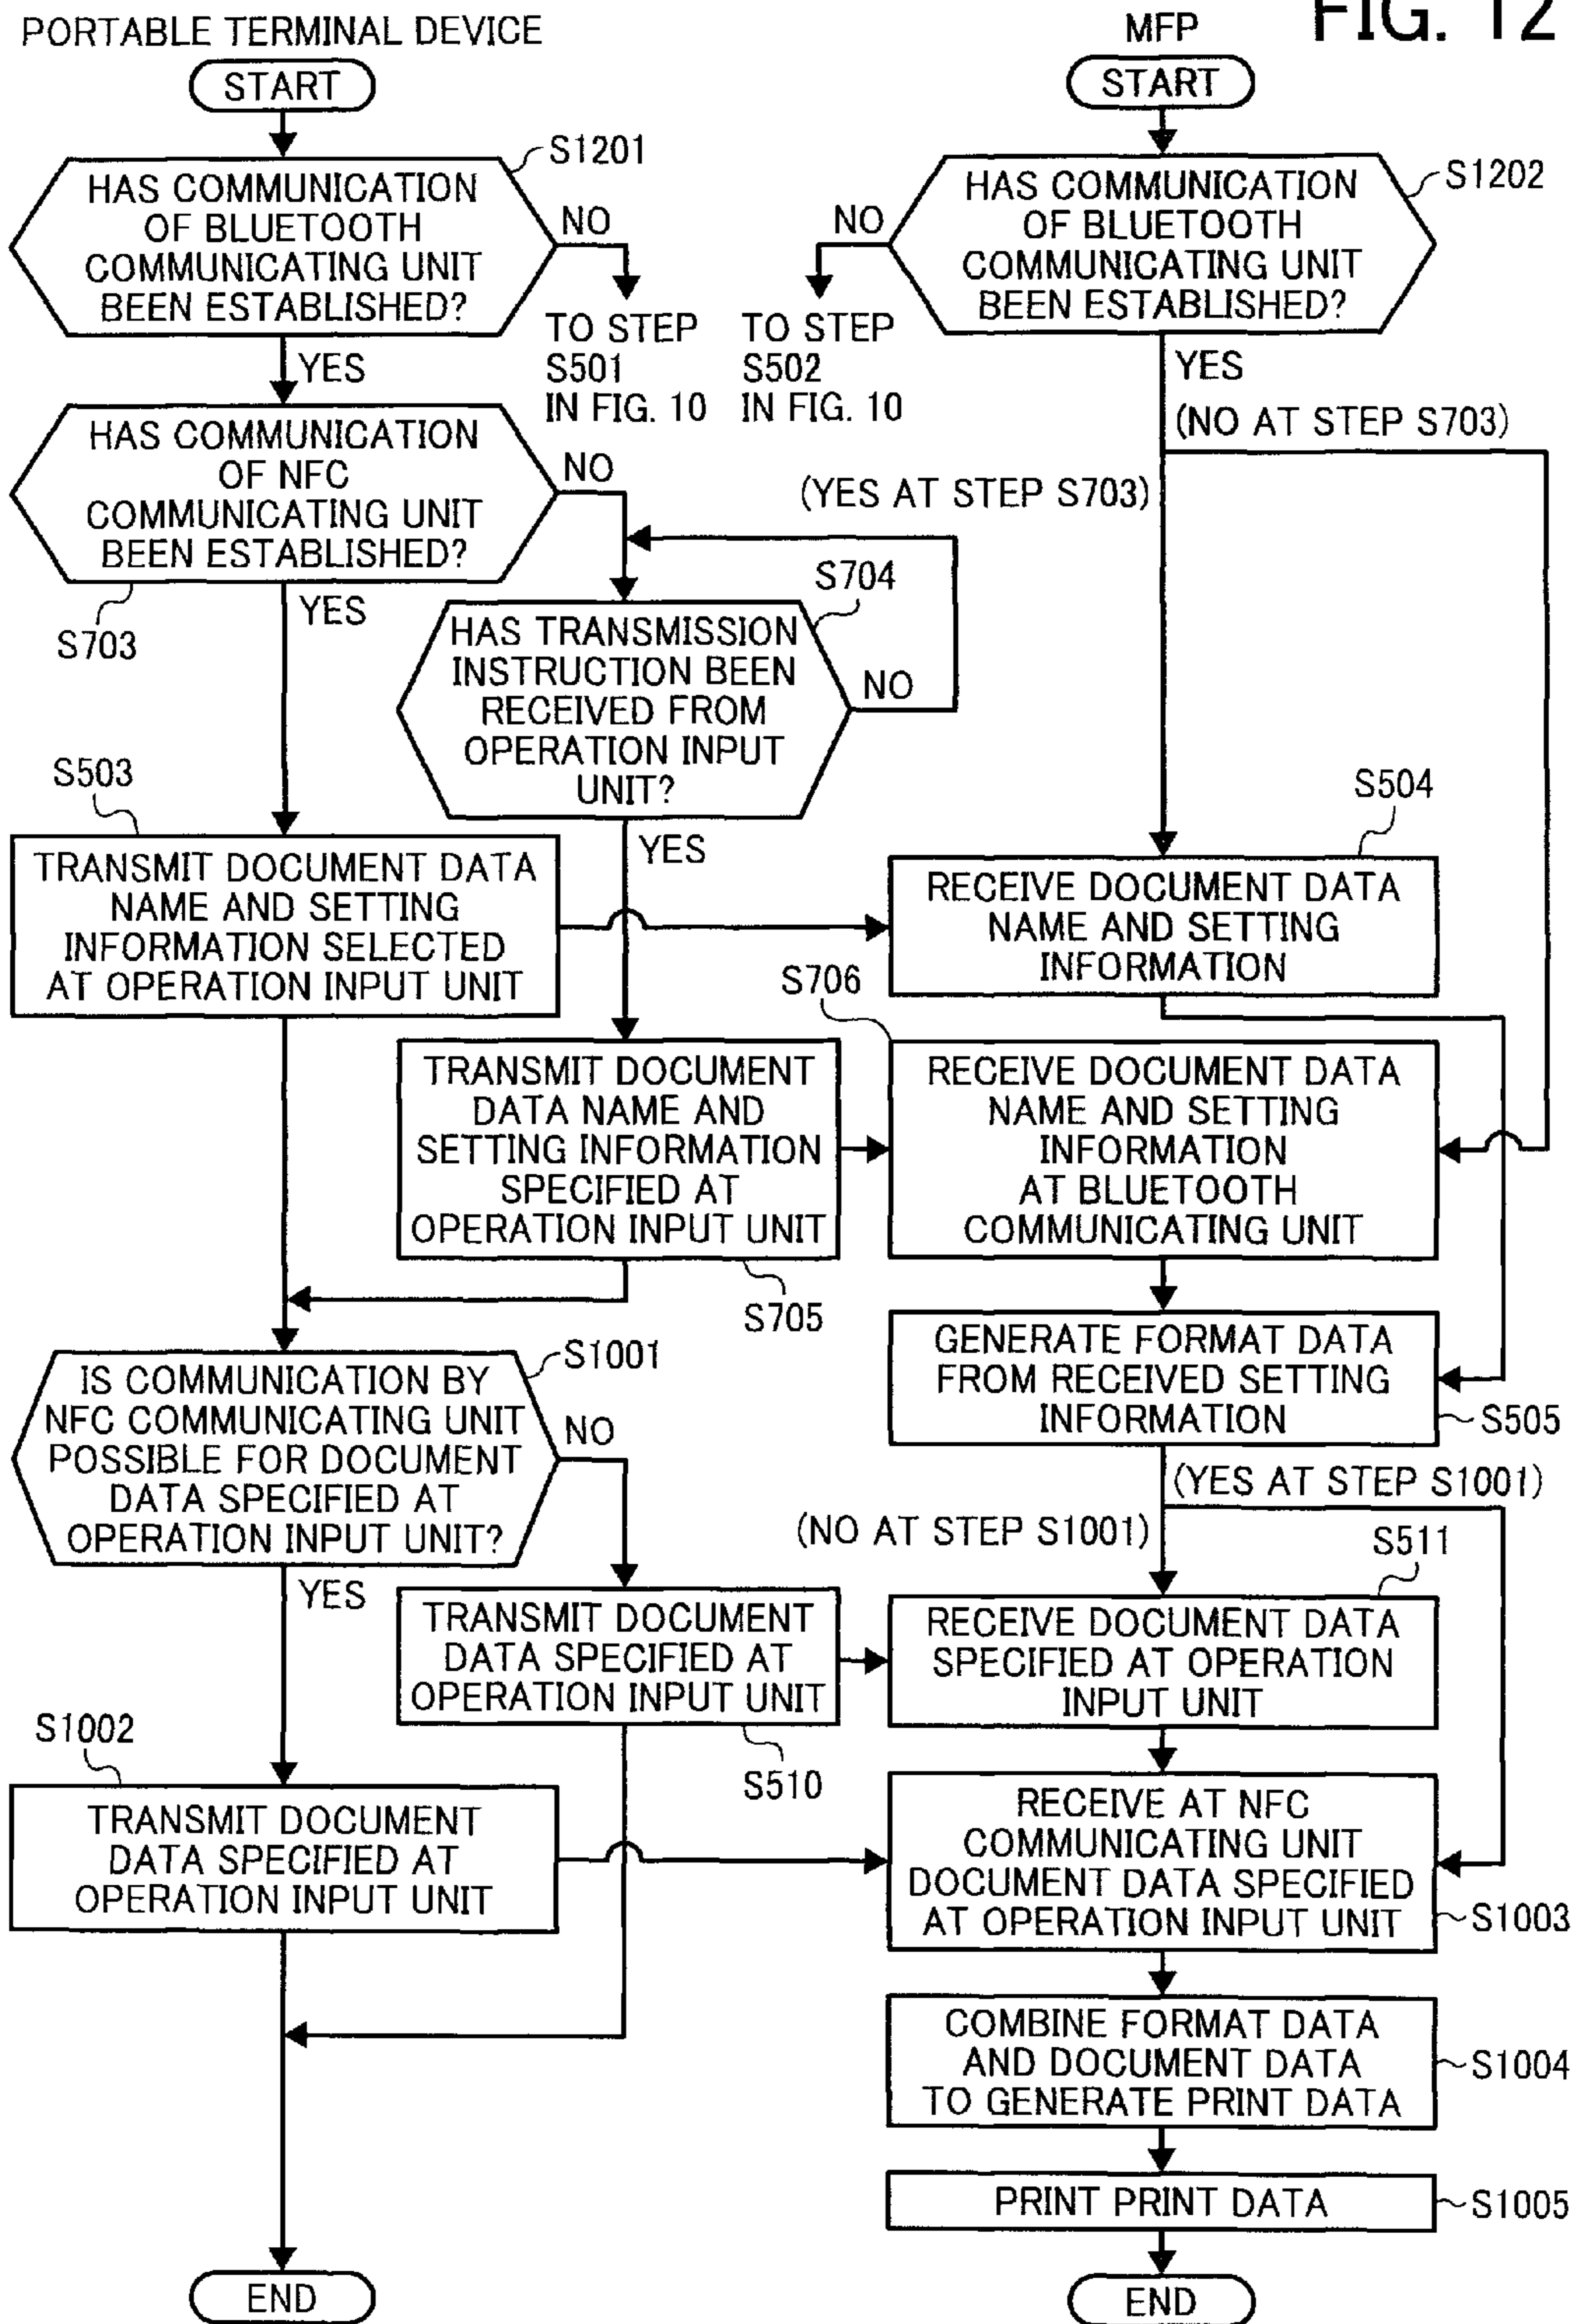 FIG. 12
PORTABLE TERMINAL DEVICE
START
S1201
HAS COMMUNICATION
OF BLUETOOTH
COMMUNICATING UNIT
BEEN ESTABLISHED?
NO
TO STEP
S501
IN FIG. 10
YES
HAS COMMUNICATION
OF NFC
COMMUNICATING UNIT
BEEN ESTABLISHED?
NO
S703
YES
S704
HAS TRANSMISSION
INSTRUCTION BEEN
RECEIVED FROM
OPERATION INPUT
UNIT?
NO
YES
S503
TRANSMIT DOCUMENT DATA
NAME AND SETTING
INFORMATION SELECTED
AT OPERATION INPUT UNIT
TRANSMIT DOCUMENT
DATA NAME AND
SETTING INFORMATION
SPECIFIED AT
OPERATION INPUT UNIT
S705
S1001
IS COMMUNICATION BY
NFC COMMUNICATING UNIT
POSSIBLE FOR DOCUMENT
DATA SPECIFIED AT
OPERATION INPUT UNIT?
NO
YES
TRANSMIT DOCUMENT
DATA SPECIFIED AT
OPERATION INPUT UNIT
S510
S1002
TRANSMIT DOCUMENT
DATA SPECIFIED AT
OPERATION INPUT UNIT
END
MFP
START
S1202
HAS COMMUNICATION
OF BLUETOOTH
COMMUNICATING UNIT
BEEN ESTABLISHED?
NO
TO STEP
S502
IN FIG. 10
YES
(NO AT STEP S703)
(YES AT STEP S703)
S504
RECEIVE DOCUMENT DATA
NAME AND SETTING
INFORMATION
S706
RECEIVE DOCUMENT DATA
NAME AND SETTING
INFORMATION
AT BLUETOOTH
COMMUNICATING UNIT
GENERATE FORMAT DATA
FROM RECEIVED SETTING
INFORMATION
S505
(YES AT STEP S1001)
(NO AT STEP S1001)
S511
RECEIVE DOCUMENT DATA
SPECIFIED AT OPERATION
INPUT UNIT
RECEIVE AT NFC
COMMUNICATING UNIT
DOCUMENT DATA SPECIFIED
AT OPERATION INPUT UNIT
S1003
COMBINE FORMAT DATA
AND DOCUMENT DATA
TO GENERATE PRINT DATA
S1004
PRINT PRINT DATA
S1005
END